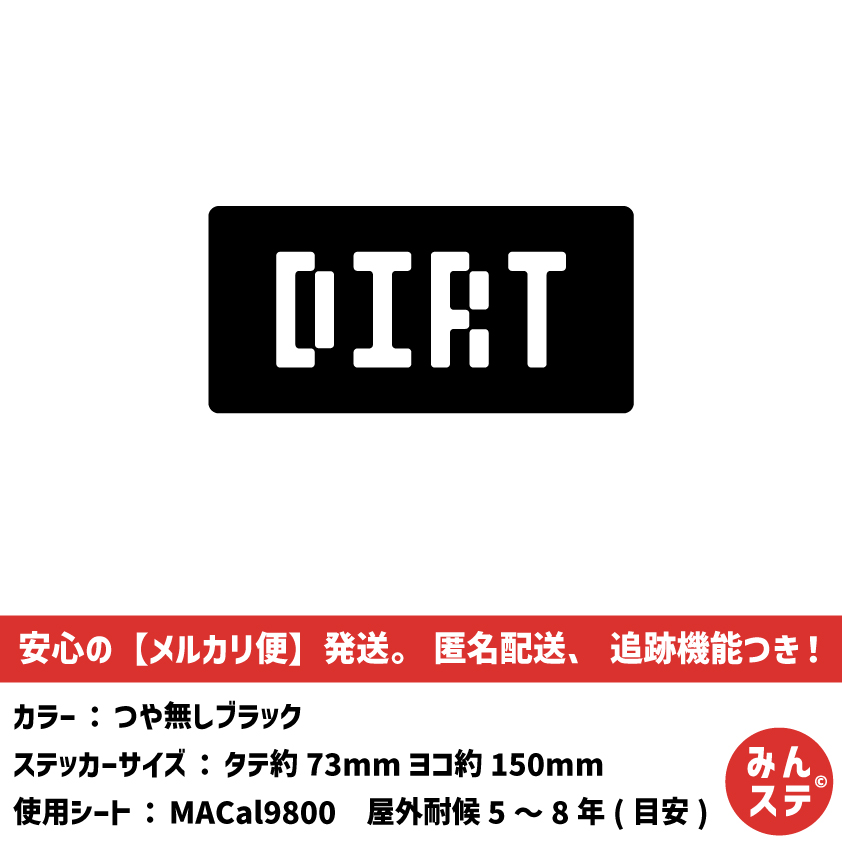 DIRT
安心の【メルカリ便】発送。 匿名配送、 追跡機能つき!
カラー : つや無しブラック
ステッカーサイズ : タテ約 73mm ヨコ約 150mm
使用シート : MACal9800 屋外耐候 5 ～ 8 年 ( 目安 )
みん
ステ©